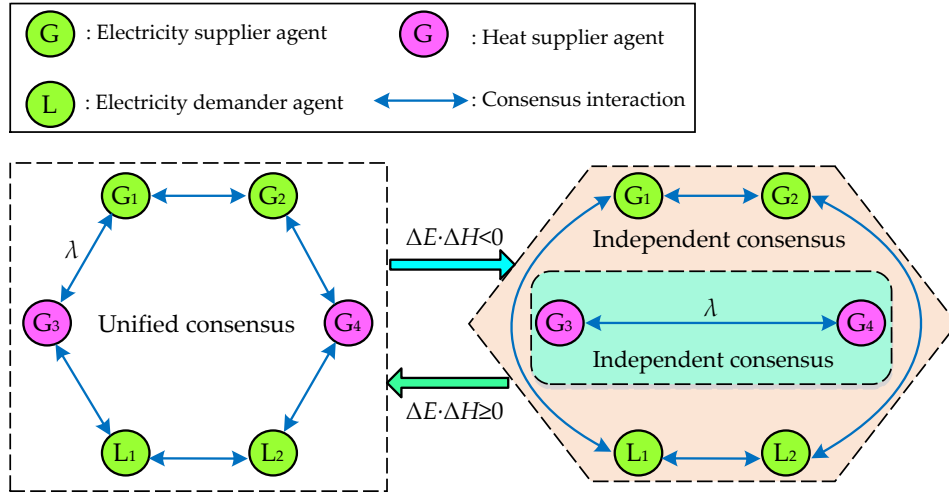 G : Electricity supplier agent
G : Heat supplier agent
L : Electricity demander agent
: Consensus interaction
G1
G2
λ
G3
Unified consensus
G4
L1
L2
ΔE·ΔH<0
ΔE·ΔH≥0
G1
G2
Independent consensus
G3
λ
G4
Independent consensus
L1
L2